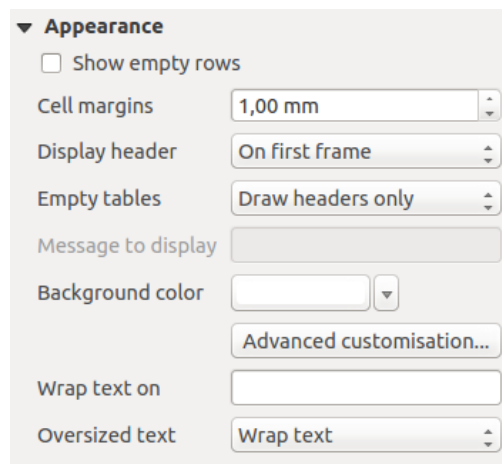 Appearance
Show empty rows
Cell margins 1,00 mm
Display header On first frame
Empty tables Draw headers only
Message to display
Background color
Advanced customisation...
Wrap text on
Oversized text Wrap text